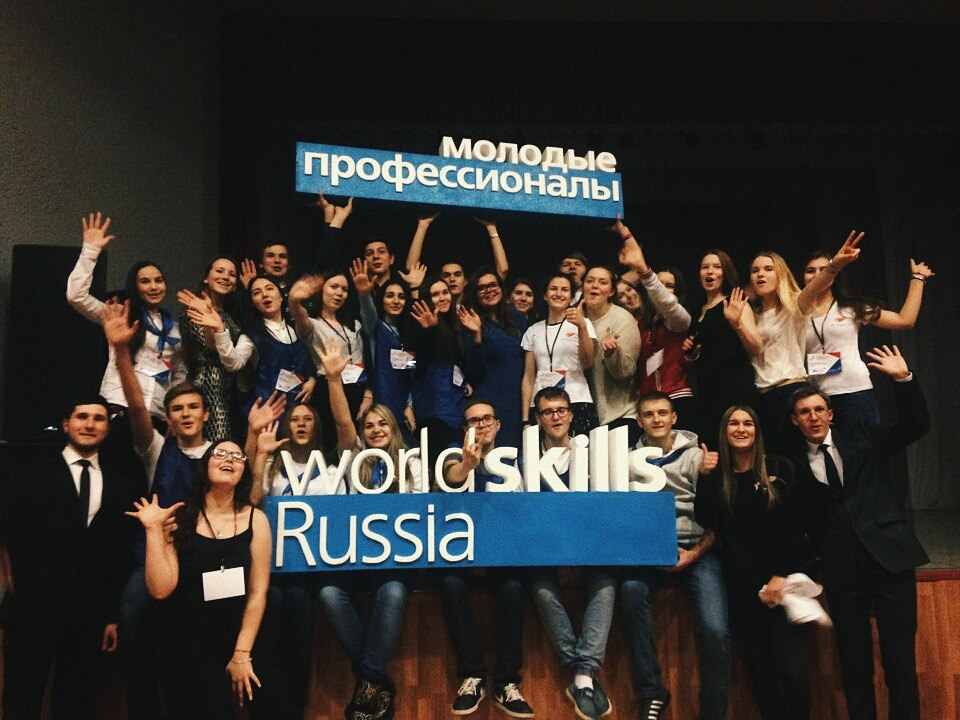 молодые
профессионалы
worldskills
Russia